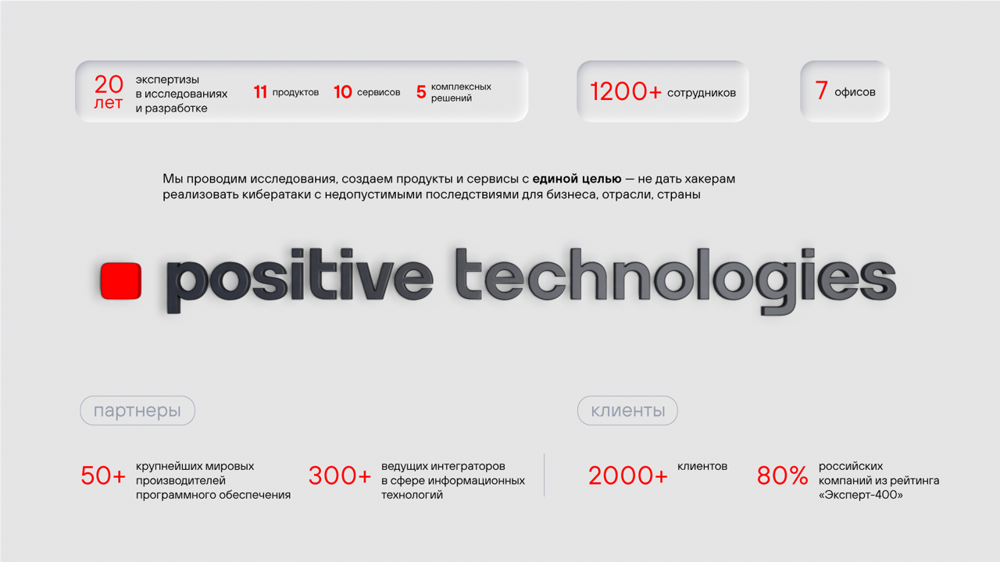 20 лет
экспертизы
в исследованиях
и разработке
11 продуктов
10 сервисов
5 комплексных
решений
1200+ сотрудников
7 офисов
Мы проводим исследования, создаем продукты и сервисы с единой целью — не дать хакерам
реализовать кибератаки с недопустимыми последствиями для бизнеса, отрасли, страны
positive technologies
партнеры
50+ крупнейших мировых
производителей
программного обеспечения
300+ ведущих интеграторов
в сфере информационных
технологий
клиенты
2000+ клиентов
80% российских
компаний из рейтинга
«Эксперт-400»